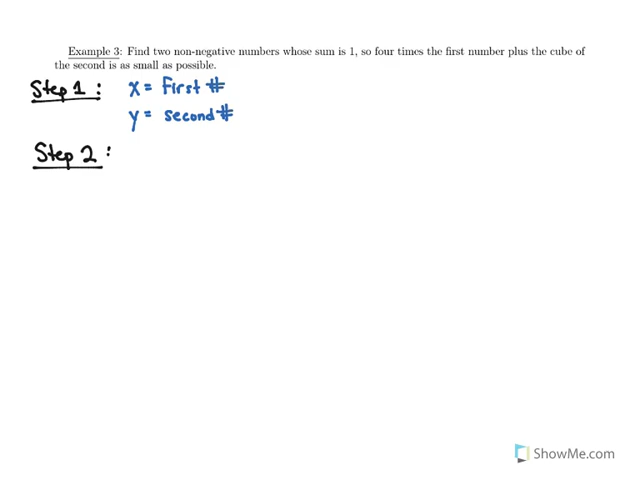 Example 3: Find two non-negative numbers whose sum is 1, so four times the first number plus the cube of
the second is as small as possible.
Step 1: x = First #
y = second #
Step 2:
ShowMe.com